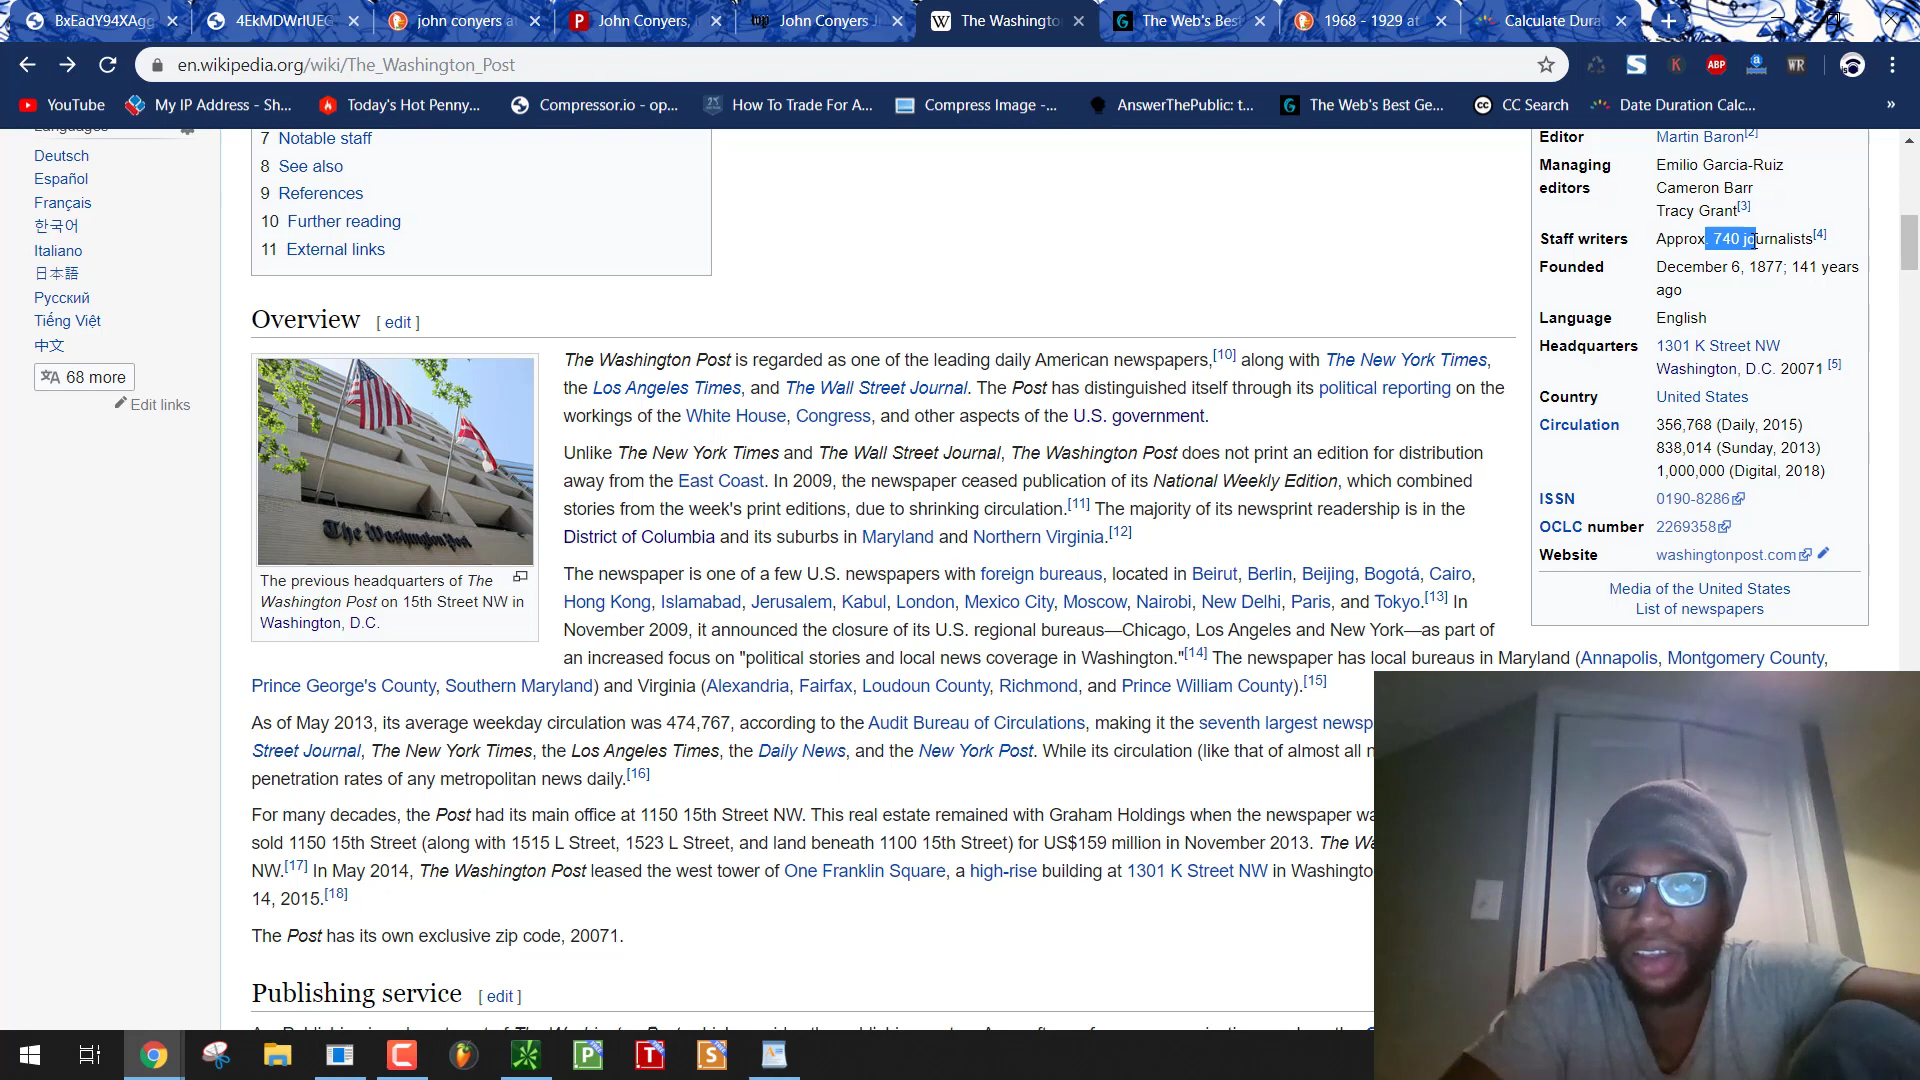 BxEadY94XAgg
4EkMDWrlUEG
john conyers at
John Conyers,
John Conyers J
The Washingto
The Web's Best
1968 - 1929 at
Calculate Dura
en.wikipedia.org/wiki/The_Washington_Post
ABP
WR
YouTube
My IP Address - Sh...
Today's Hot Penny...
Compressor.io - op...
How To Trade For A...
Compress Image -...
AnswerThePublic: t...
The Web's Best Ge...
CC Search
Date Duration Calc...
»
Languages
Deutsch
Español
Français
한국어
Italiano
日本語
Русский
Tiếng Việt
中文
68 more
Edit links
7 Notable staff
8 See also
9 References
10 Further reading
11 External links
Overview [ edit ]
The Washington Post
The previous headquarters of The
Washington Post on 15th Street NW in
Washington, D.C.
The Washington Post is regarded as one of the leading daily American newspapers,[10] along with The New York Times,
the Los Angeles Times, and The Wall Street Journal. The Post has distinguished itself through its political reporting on the
workings of the White House, Congress, and other aspects of the U.S. government.
Unlike The New York Times and The Wall Street Journal, The Washington Post does not print an edition for distribution
away from the East Coast. In 2009, the newspaper ceased publication of its National Weekly Edition, which combined
stories from the week's print editions, due to shrinking circulation.[11] The majority of its newsprint readership is in the
District of Columbia and its suburbs in Maryland and Northern Virginia.[12]
The newspaper is one of a few U.S. newspapers with foreign bureaus, located in Beirut, Berlin, Beijing, Bogotá, Cairo,
Hong Kong, Islamabad, Jerusalem, Kabul, London, Mexico City, Moscow, Nairobi, New Delhi, Paris, and Tokyo.[13] In
November 2009, it announced the closure of its U.S. regional bureaus—Chicago, Los Angeles and New York—as part of
an increased focus on "political stories and local news coverage in Washington."[14] The newspaper has local bureaus in Maryland (Annapolis, Montgomery County,
Prince George's County, Southern Maryland) and Virginia (Alexandria, Fairfax, Loudoun County, Richmond, and Prince William County).[15]
As of May 2013, its average weekday circulation was 474,767, according to the Audit Bureau of Circulations, making it the seventh largest newsp
Street Journal, The New York Times, the Los Angeles Times, the Daily News, and the New York Post. While its circulation (like that of almost all n
penetration rates of any metropolitan news daily.[16]
For many decades, the Post had its main office at 1150 15th Street NW. This real estate remained with Graham Holdings when the newspaper wa
sold 1150 15th Street (along with 1515 L Street, 1523 L Street, and land beneath 1100 15th Street) for US$159 million in November 2013. The We
NW.[17] In May 2014, The Washington Post leased the west tower of One Franklin Square, a high-rise building at 1301 K Street NW in Washingto
14, 2015.[18]
The Post has its own exclusive zip code, 20071.
Publishing service [ edit ]
Editor Martin Baron[2]
Managing Emilio Garcia-Ruiz
editors Cameron Barr
Tracy Grant[3]
Staff writers Approx. 740 journalists[4]
Founded December 6, 1877; 141 years
ago
Language English
Headquarters 1301 K Street NW
Washington, D.C. 20071 [5]
Country United States
Circulation 356,768 (Daily, 2015)
838,014 (Sunday, 2013)
1,000,000 (Digital, 2018)
ISSN 0190-8286
OCLC number 2269358
Website washingtonpost.com
Media of the United States
List of newspapers